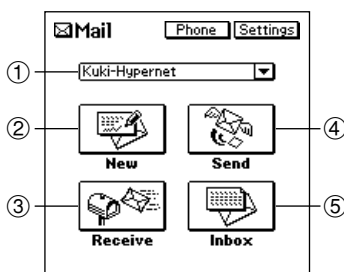 Mail Phone Settings
① Kuki-Hypernet
② ④
New Send
③ ⑤
Receive Inbox